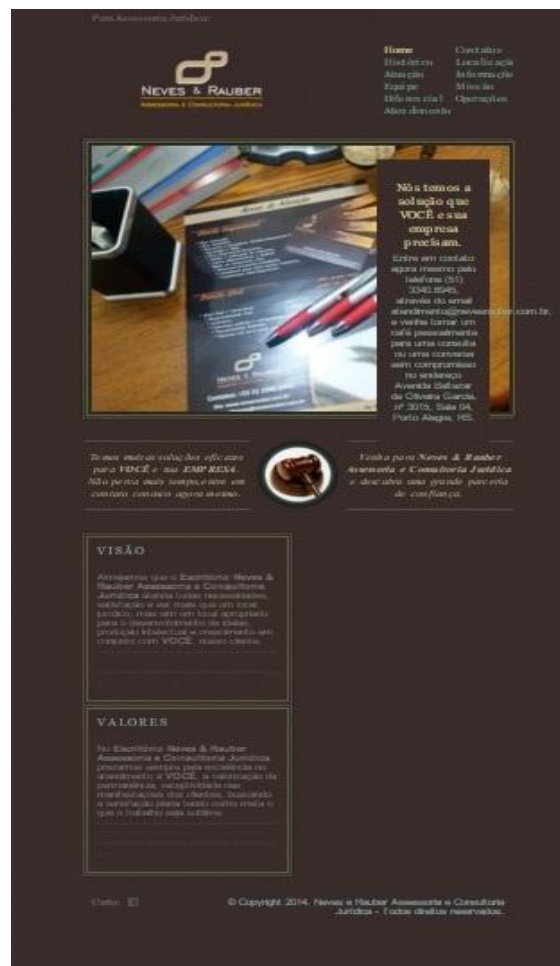 Para Assessoria Jurídica:
NEVES & RAUBER
ASSESSORIA & CONSULTORIA JURÍDICA
Home
Histórico
Atuação
Equipe
Diferencial
Atendimento
Contatos
Localização
Informação
Missão
Operações
Nós temos a
solução que
VOCÊ e sua
empresa
precisam.
Entre em contato
agora mesmo pelo
telefone (51)
através do email
e venha tomar um
café pessoalmente
para uma consulta
ou uma conversa
sem compromisso
no endereço
Avenida Baltazar
de Oliveira Garcia,
nº 3015, Sala 04,
Porto Alegre, RS.
NEVES & RAUBER
Temos muitas soluções eficazes
para VOCÊ e sua EMPRESA.
Não perca mais tempo, entre em
contato conosco agora mesmo.
Venha para Neves & Rauber
Assessoria e Consultoria Jurídica
e descubra uma grande parceria
de confiança.
VISÃO
Almejamos que o Escritório Neves &
Rauber Assessoria e Consultoria
Jurídica atenda todas necessidades,
satisfação e ser mais que um local
jurídico, mas sim um local apropriado
para o desenvolvimento de ideias,
produção intelectual e crescimento em
conjunto com VOCÊ, nosso cliente.
VALORES
No Escritório Neves & Rauber
Assessoria e Consultoria Jurídica
prezamos sempre pela excelência no
atendimento à VOCÊ, a valorização da
permanência, receptividade nas
manifestações dos clientes, buscando
a satisfação plena tendo como meta o
que o trabalho seja sublime.
Curta:
© Copyright 2014. Neves e Rauber Assessoria e Consultoria
Jurídica - Todos direitos reservados.